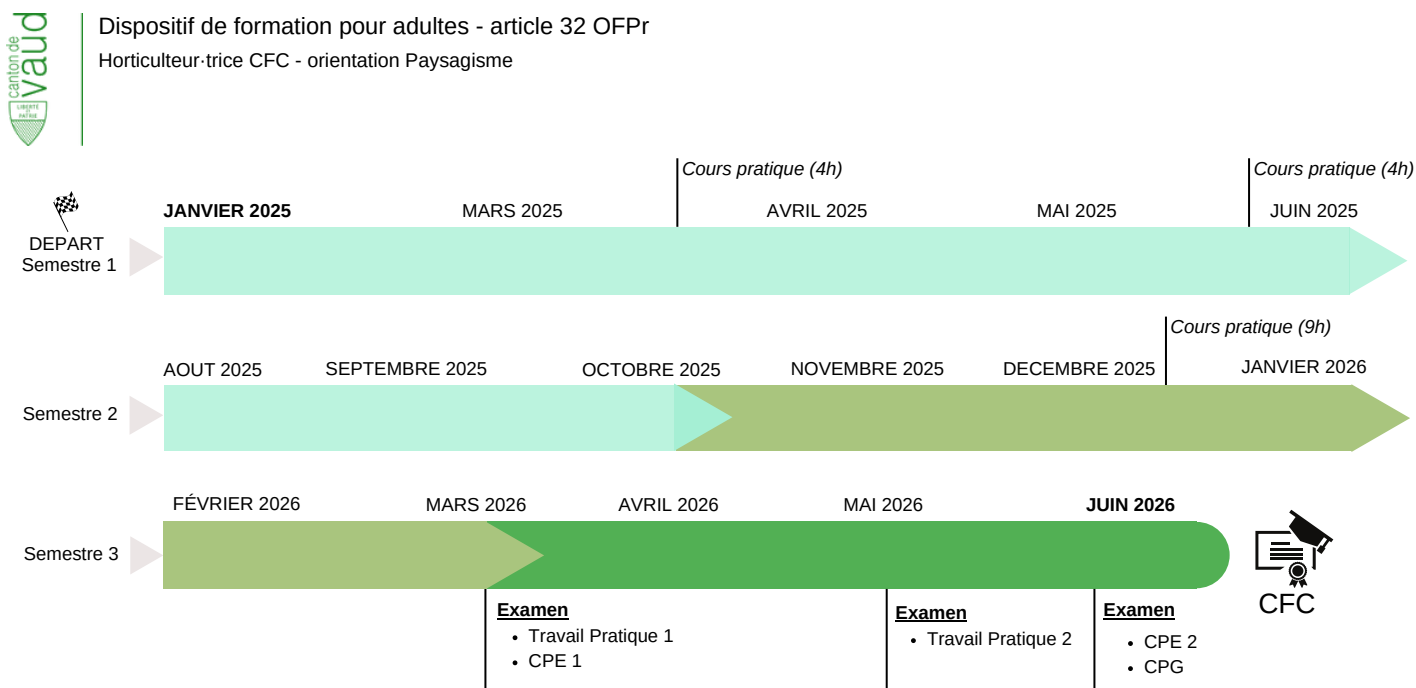 canton de
vaud
LIBERTÉ
ET
PATRIE
Dispositif de formation pour adultes - article 32 OFPr
Horticulteur·trice CFC - orientation Paysagisme
Cours pratique (4h)
Cours pratique (4h)
JANVIER 2025
MARS 2025
AVRIL 2025
MAI 2025
JUIN 2025
DEPART
Semestre 1
Cours pratique (9h)
AOUT 2025
SEPTEMBRE 2025
OCTOBRE 2025
NOVEMBRE 2025
DECEMBRE 2025
JANVIER 2026
Semestre 2
FÉVRIER 2026
MARS 2026
AVRIL 2026
MAI 2026
JUIN 2026
Semestre 3
CFC
Examen
• Travail Pratique 1
• CPE 1
Examen
• Travail Pratique 2
Examen
• CPE 2
• CPG